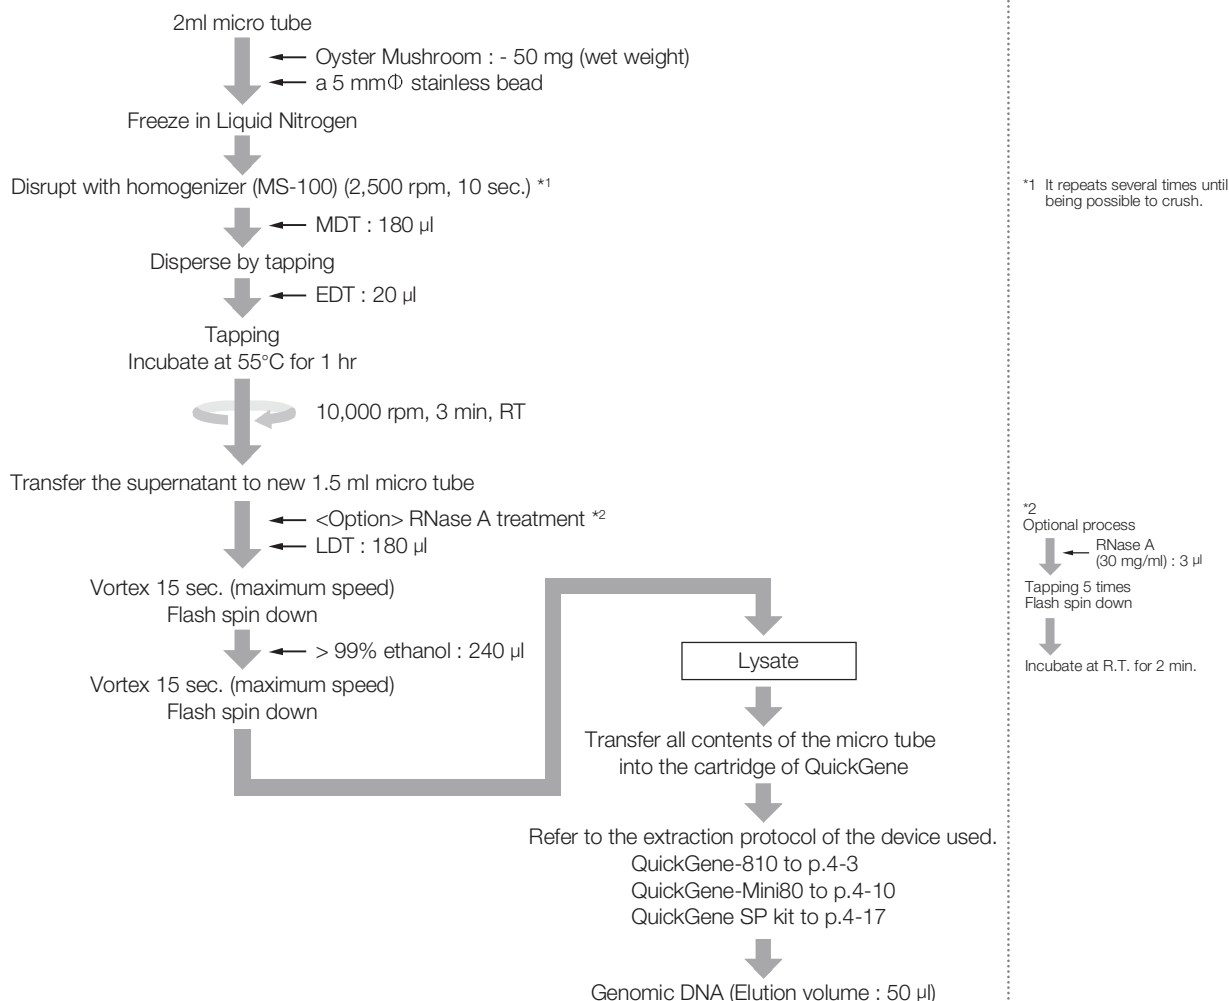 2ml micro tube
Oyster Mushroom : - 50 mg (wet weight)
a 5 mmΦ stainless bead
Freeze in Liquid Nitrogen
Disrupt with homogenizer (MS-100) (2,500 rpm, 10 sec.) *1
MDT : 180 µl
Disperse by tapping
EDT : 20 µl
Tapping
Incubate at 55°C for 1 hr
10,000 rpm, 3 min, RT
Transfer the supernatant to new 1.5 ml micro tube
<Option> RNase A treatment *2
LDT : 180 µl
Vortex 15 sec. (maximum speed)
Flash spin down
> 99% ethanol : 240 µl
Vortex 15 sec. (maximum speed)
Flash spin down
Lysate
Transfer all contents of the micro tube
into the cartridge of QuickGene
Refer to the extraction protocol of the device used.
QuickGene-810 to p.4-3
QuickGene-Mini80 to p.4-10
QuickGene SP kit to p.4-17
Genomic DNA (Elution volume : 50 µl)
*1 It repeats several times until
being possible to crush.
*2
Optional process
RNase A
(30 mg/ml) : 3 µl
Tapping 5 times
Flash spin down
Incubate at R.T. for 2 min.